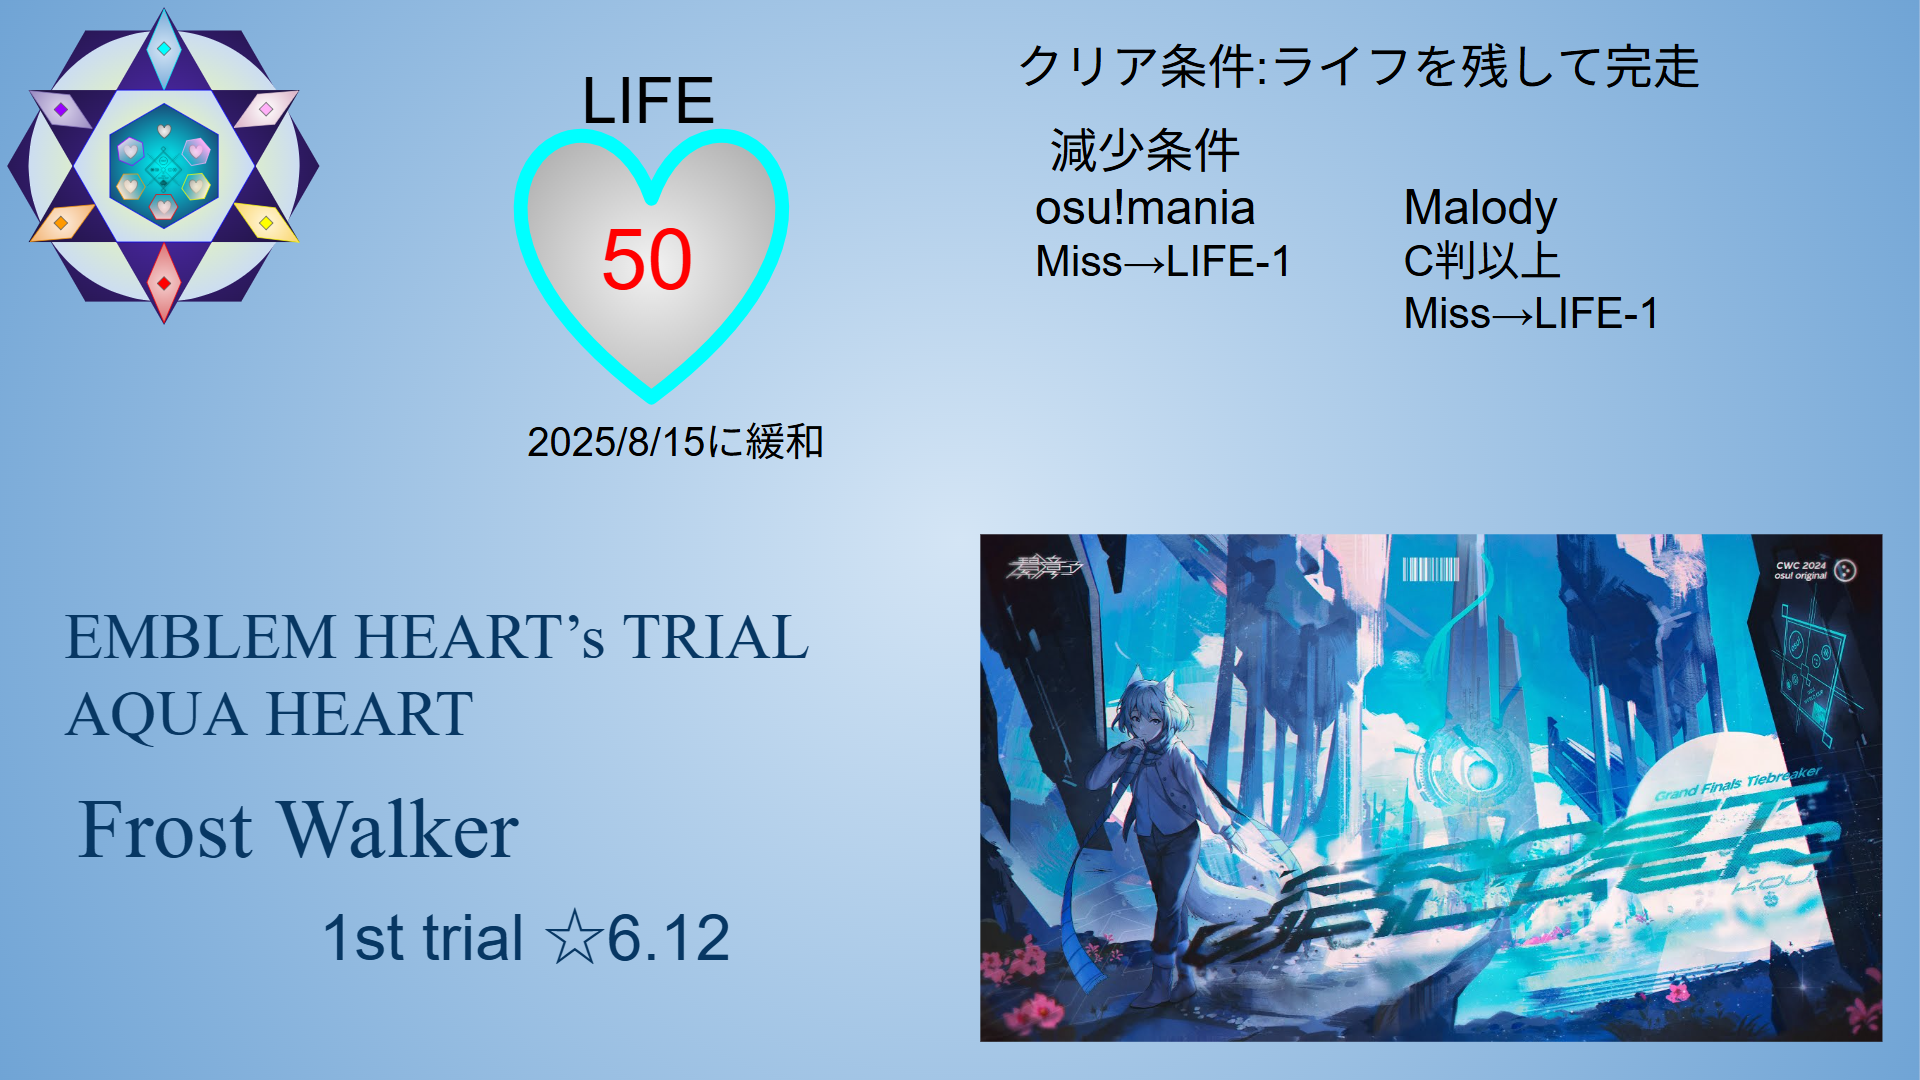 LIFE
50
2025/8/15に緩和
クリア条件:ライフを残して完走
減少条件
osu!mania
Miss→LIFE-1
Malody
C判以上
Miss→LIFE-1
EMBLEM HEART’s TRIAL
AQUA HEART
Frost Walker
1st trial ☆6.12
CWC 2024
osu! original
Grand Finals Tiebreaker
FROST
WALKER